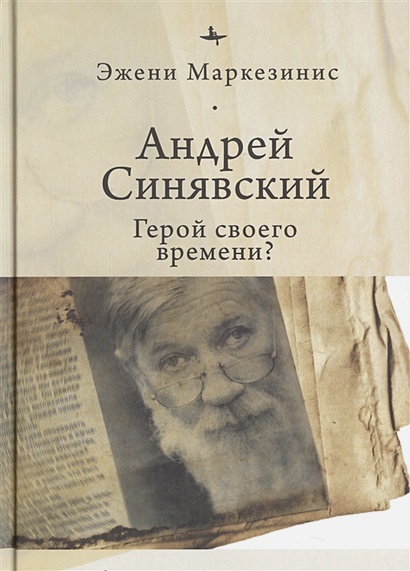 Эжени Маркезинис
Андрей
Синявский
Герой своего
времени?